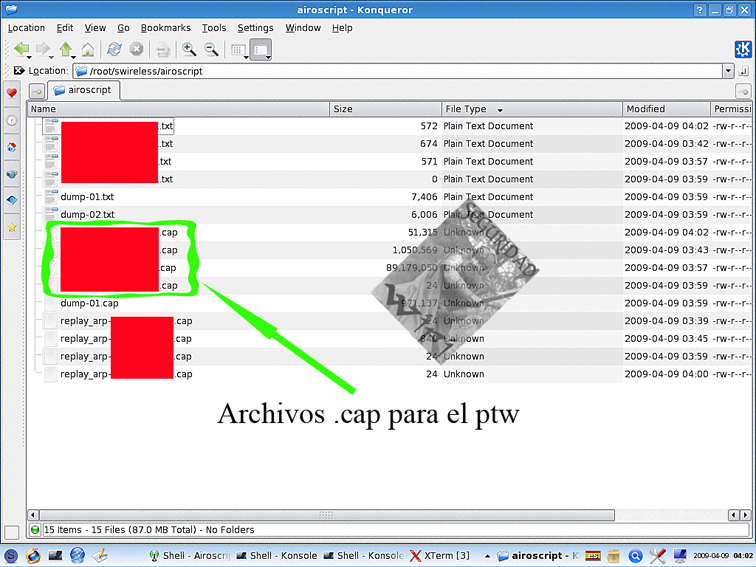 airoscript - Konqueror
Location Edit View Go Bookmarks Tools Settings Window Help
Location: /root/swireless/airoscript
airoscript
Name Size File Type Modified Permissi
.txt 572 Plain Text Document 2009-04-09 04:02 -rw-r--r--
.txt 674 Plain Text Document 2009-04-09 03:42 -rw-r--r--
.txt 571 Plain Text Document 2009-04-09 03:57 -rw-r--r--
.txt 0 Plain Text Document 2009-04-09 03:59 -rw-r--r--
dump-01.txt 7,406 Plain Text Document 2009-04-09 03:59 -rw-r--r--
dump-02.txt 6,006 Plain Text Document 2009-04-09 03:59 -rw-r--r--
.cap 51,315 Unknown 2009-04-09 04:02 -rw-r--r--
.cap 1,050,569 Unknown 2009-04-09 03:43 -rw-r--r--
.cap 89,179,050 Unknown 2009-04-09 03:57 -rw-r--r--
.cap 24 Unknown 2009-04-09 03:59 -rw-r--r--
dump-01.cap 971,137 Unknown 2009-04-09 03:59 -rw-r--r--
replay_arp- .cap 24 Unknown 2009-04-09 03:39 -rw-r--r--
replay_arp- .cap Unknown 2009-04-09 03:45 -rw-r--r--
replay_arp- .cap 24 Unknown 2009-04-09 03:59 -rw-r--r--
replay_arp- .cap 24 Unknown 2009-04-09 04:00 -rw-r--r--
SEGURIDAD
Archivos .cap para el ptw
15 Items - 15 Files (87.0 MB Total) - No Folders
Shell - Airoscri Shell - Konsole Shell - Konsole XTerm [3] airoscript - K 2009-04-09 04:02